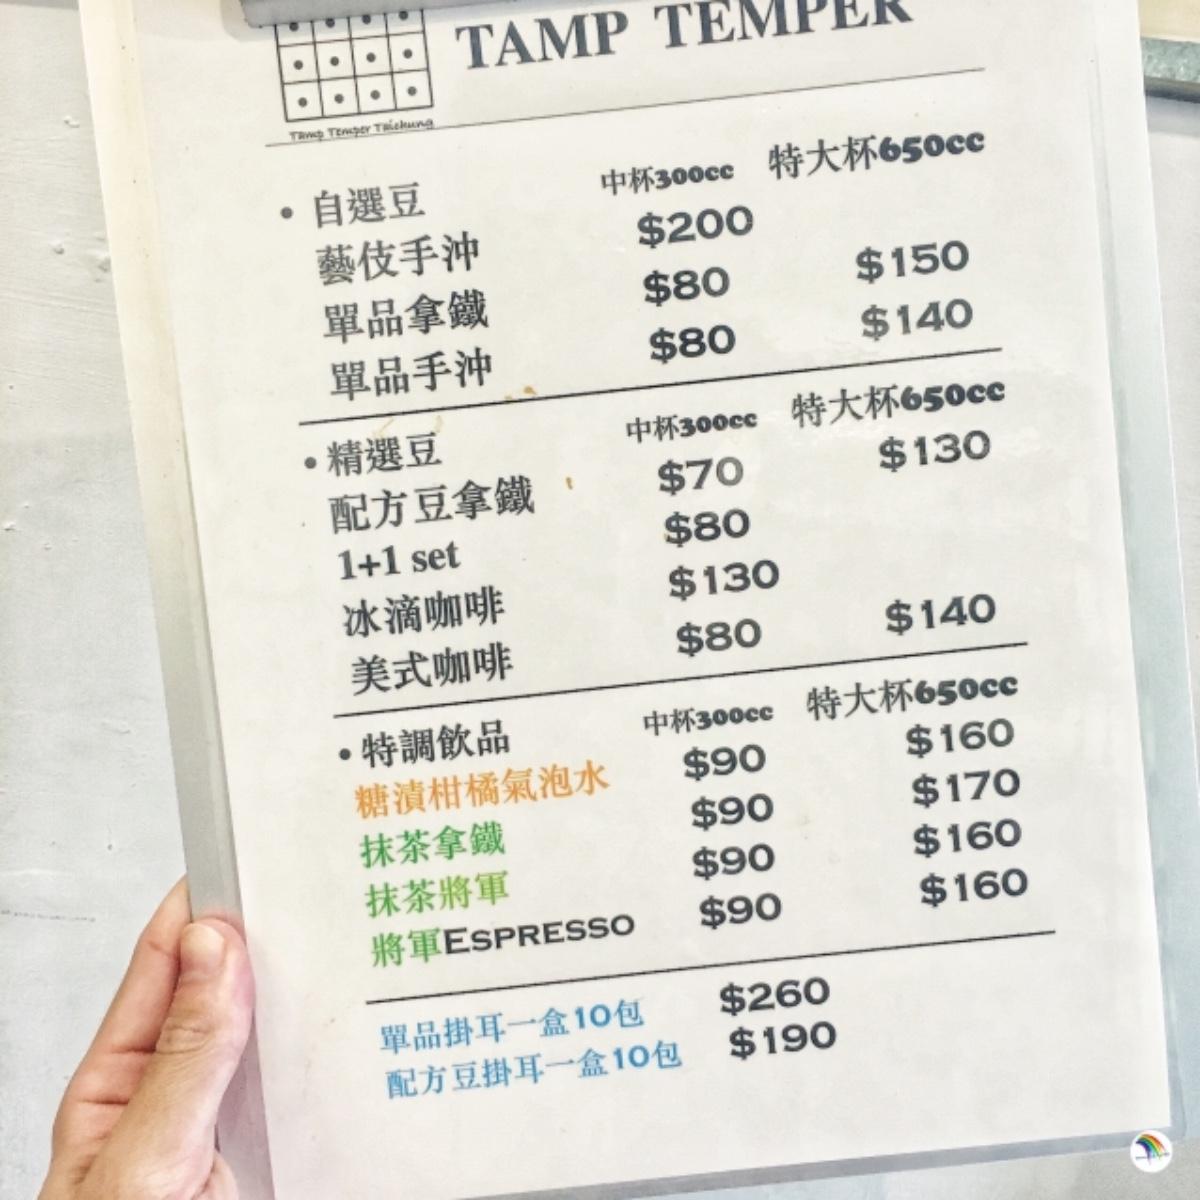 TAMP TEMPER
Tamp Temper Taichung
• 自選豆 中杯300cc 特大杯650cc
藝伎手沖 $200
單品拿鐵 $80 $150
單品手沖 $80 $140
• 精選豆 中杯300cc 特大杯650cc
配方豆拿鐵 $70 $130
1+1 set $80
冰滴咖啡 $130
美式咖啡 $80 $140
• 特調飲品 中杯300cc 特大杯650cc
糖漬柑橘氣泡水 $90 $160
抹茶拿鐵 $90 $170
抹茶將軍 $90 $160
將軍ESPRESSO $90 $160
單品掛耳一盒10包 $260
配方豆掛耳一盒10包 $190